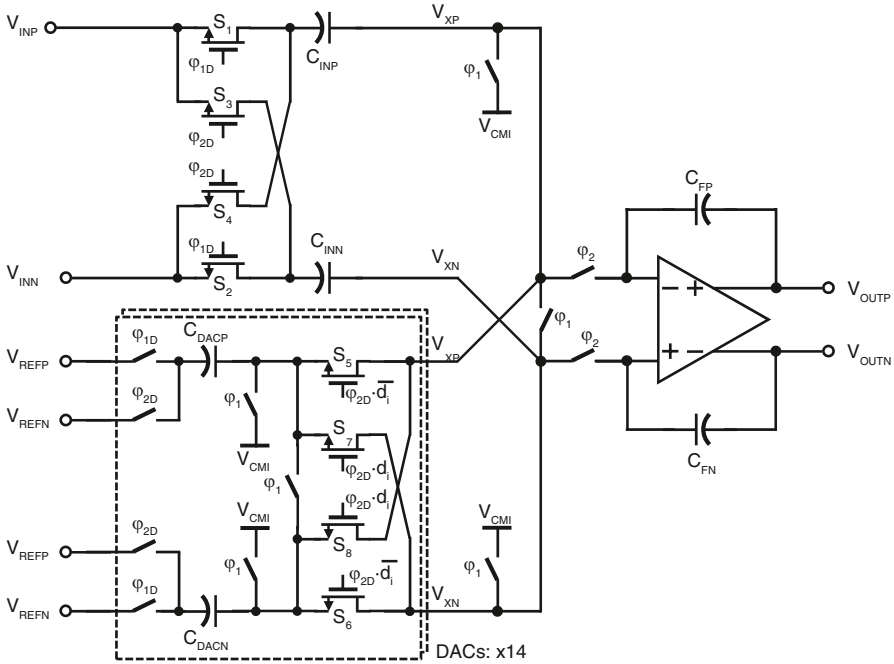 V_INP
S_1
φ_1D
C_INP
V_XP
φ_1
V_CMI
S_3
φ_2D
φ_2D
S_4
φ_1D
S_2
V_INN
C_INN
V_XN
C_FP
φ_2
φ_1
φ_2
V_OUTP
V_OUTN
C_FN
V_REFP
φ_1D
C_DACP
S_5
V_XP
φ_2D·d̅_i
V_REFN
φ_2D
φ_1
V_CMI
S_7
φ_2D·d_i
φ_1
φ_2D·d_i
V_CMI
S_8
V_REFP
φ_2D
φ_1
φ_2D·d̅_i
V_CMI
φ_1
V_REFN
φ_1D
C_DACN
S_6
V_XN
DACs: x14